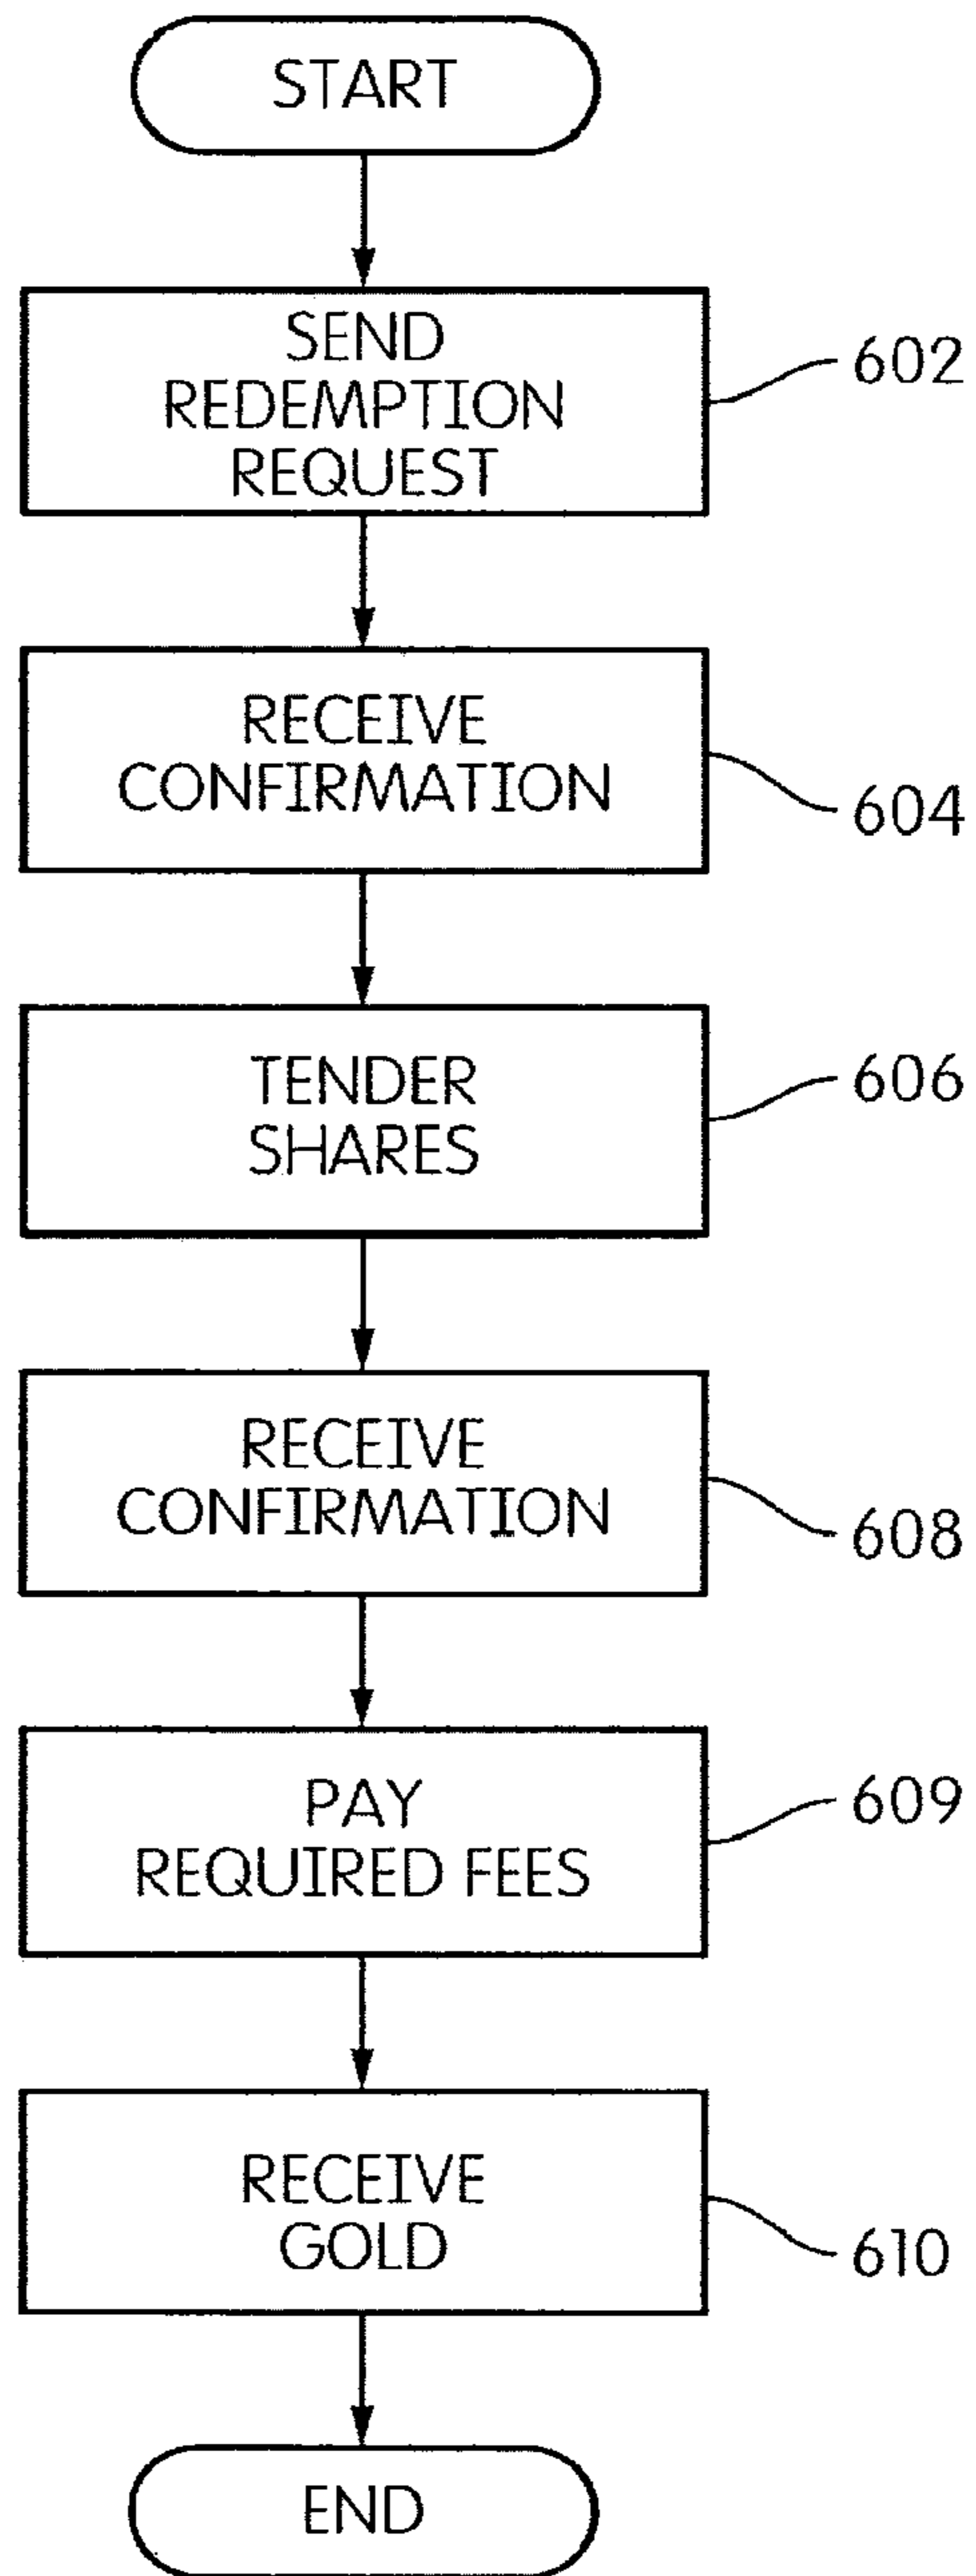 START
SEND
REDEMPTION
REQUEST
602
RECEIVE
CONFIRMATION
604
TENDER
SHARES
606
RECEIVE
CONFIRMATION
608
PAY
REQUIRED FEES
609
RECEIVE
GOLD
610
END